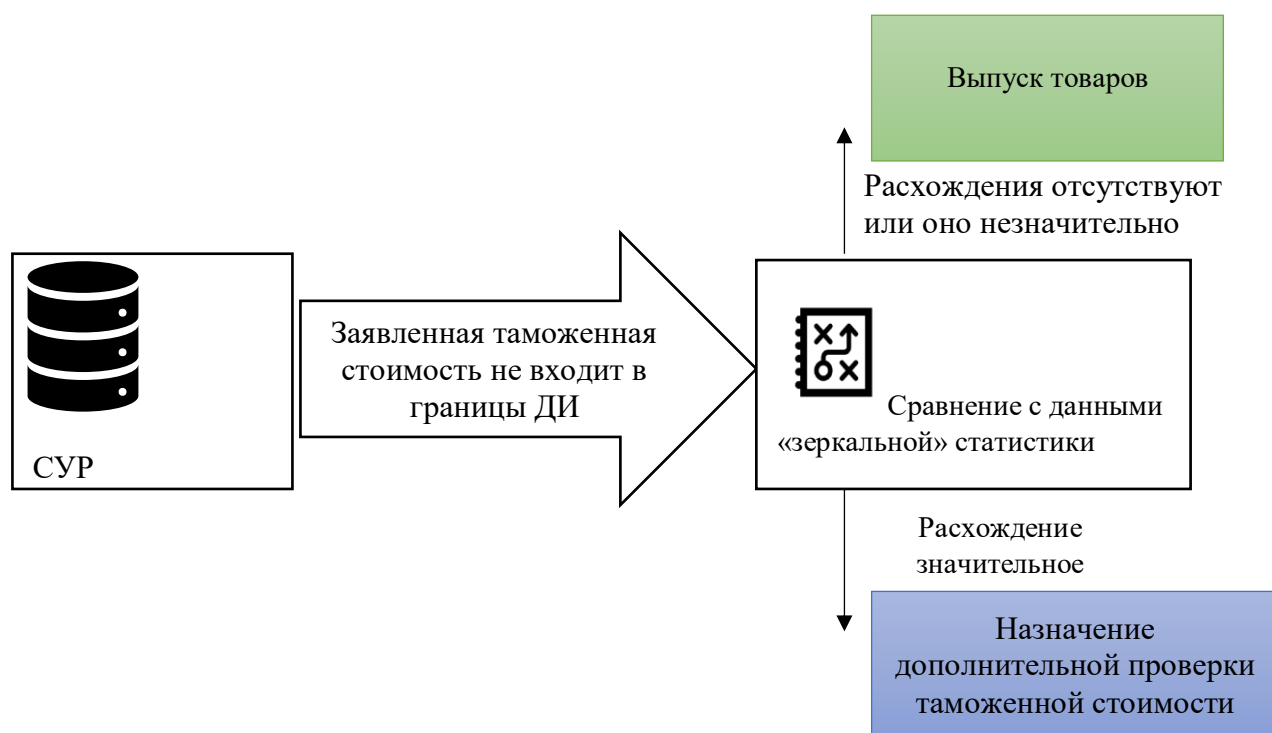 Выпуск товаров
Расхождения отсутствуют
или оно незначительно
СУР
Заявленная таможенная
стоимость не входит в
границы ДИ
Сравнение с данными
«зеркальной» статистики
Расхождение
значительное
Назначение
дополнительной проверки
таможенной стоимости